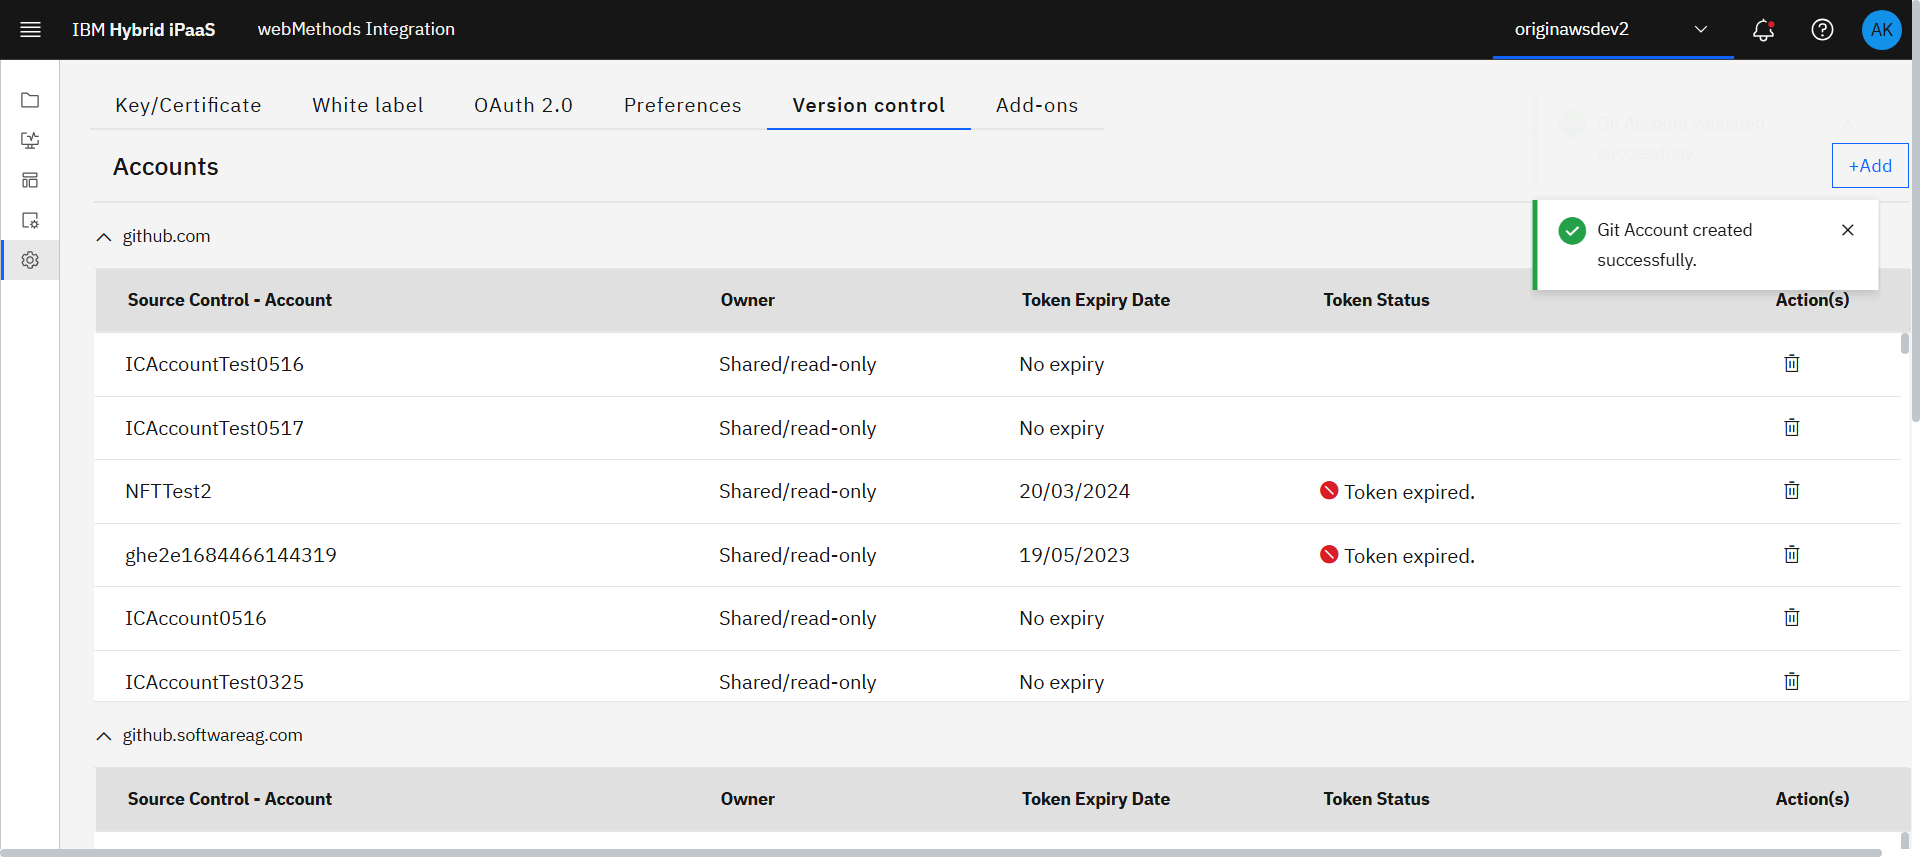 IBM Hybrid iPaaS webMethods Integration originawsdev2 AK
Key/Certificate White label OAuth 2.0 Preferences Version control Add-ons
Git Account validated
successfully.
Accounts
+Add
github.com
Git Account created
successfully.
Source Control - Account Owner Token Expiry Date Token Status Action(s)
ICAccountTest0516 Shared/read-only No expiry
ICAccountTest0517 Shared/read-only No expiry
NFTTest2 Shared/read-only 20/03/2024 Token expired.
ghe2e1684466144319 Shared/read-only 19/05/2023 Token expired.
ICAccount0516 Shared/read-only No expiry
ICAccountTest0325 Shared/read-only No expiry
github.softwareag.com
Source Control - Account Owner Token Expiry Date Token Status Action(s)